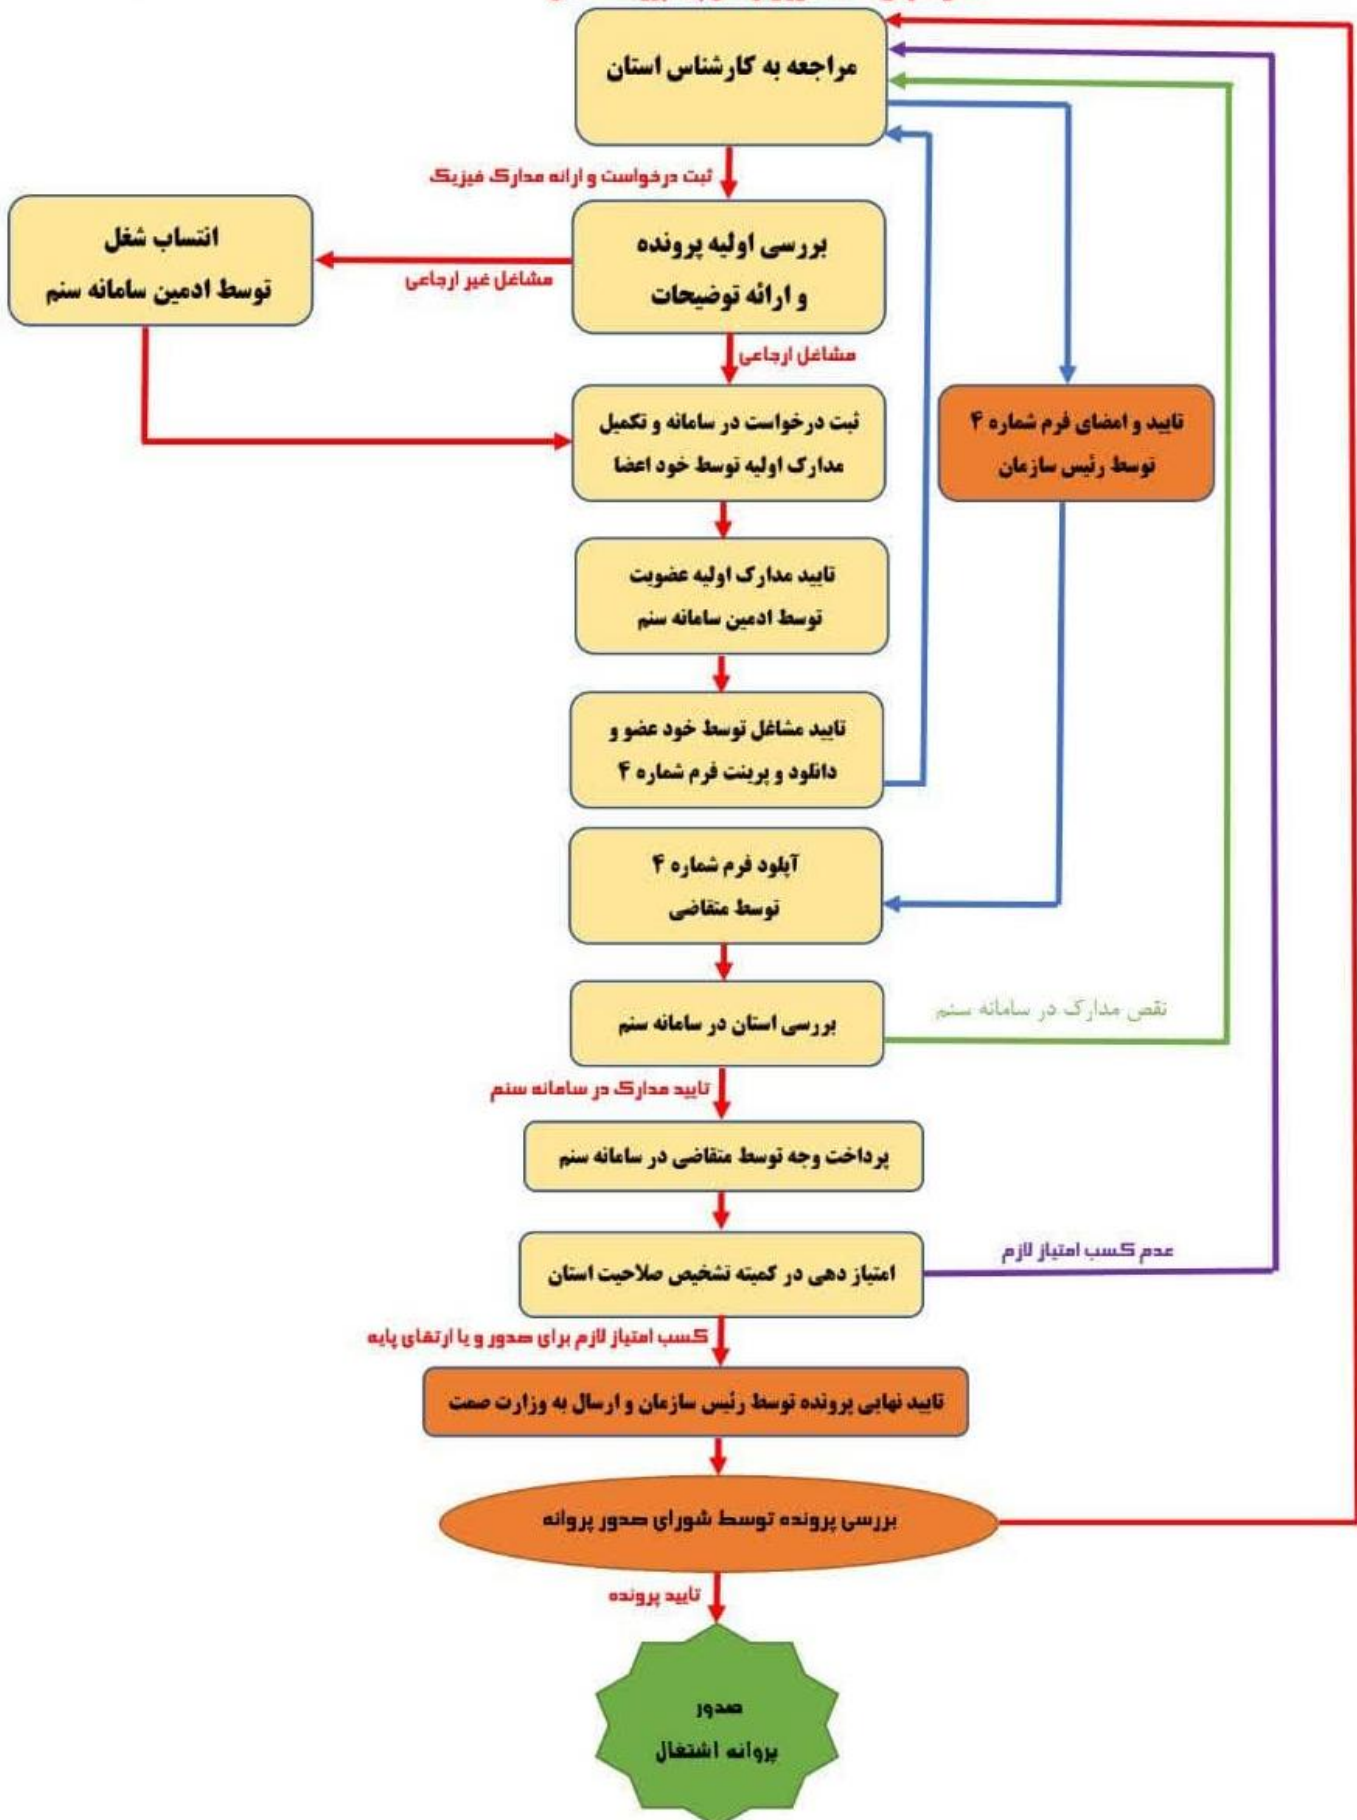 مراجعه به کارشناس استان
ثبت درخواست و ارائه مدارک فیزیک
بررسی اولیه پرونده
و ارائه توضیحات
مشاغل غیر ارجاعی
انتساب شغل
توسط ادمین سامانه سنم
مشاغل ارجاعی
ثبت درخواست در سامانه و تکمیل
مدارک اولیه توسط خود اعضا
تایید و امضای فرم شماره ۴
توسط رئیس سازمان
تایید مدارک اولیه عضویت
توسط ادمین سامانه سنم
تایید مشاغل توسط خود عضو و
دانلود و پرینت فرم شماره ۴
آپلود فرم شماره ۴
توسط متقاضی
بررسی استان در سامانه سنم
نقص مدارک در سامانه سنم
تایید مدارک در سامانه سنم
پرداخت وجه توسط متقاضی در سامانه سنم
امتیاز دهی در کمیته تشخیص صلاحیت استان
عدم کسب امتیاز لازم
کسب امتیاز لازم برای صدور و یا ارتقای پایه
تایید نهایی پرونده توسط رئیس سازمان و ارسال به وزارت صمت
بررسی پرونده توسط شورای صدور پروانه
تایید پرونده
صدور
پروانه اشتغال